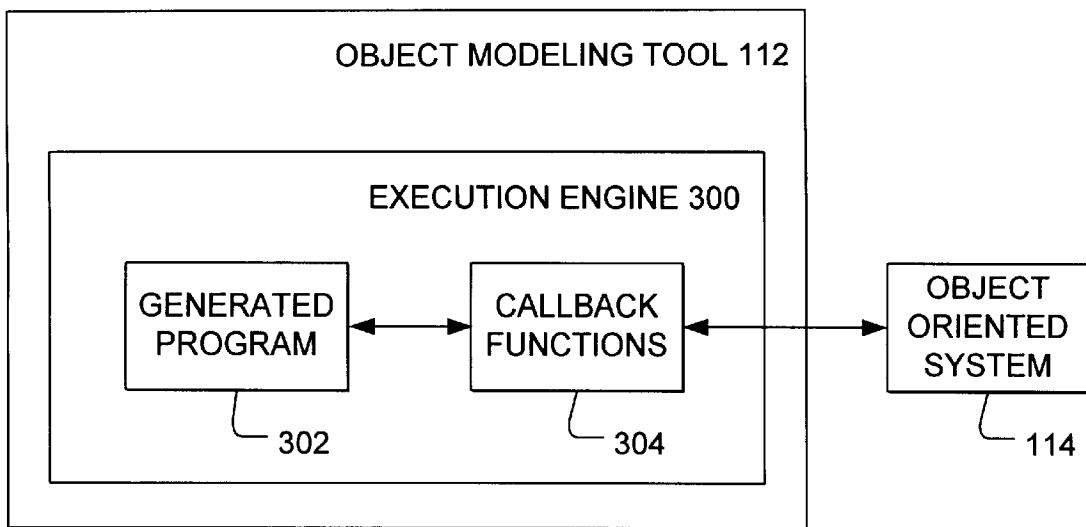 OBJECT MODELING TOOL 112
EXECUTION ENGINE 300
GENERATED
PROGRAM
CALLBACK
FUNCTIONS
OBJECT
ORIENTED
SYSTEM
302
304
114